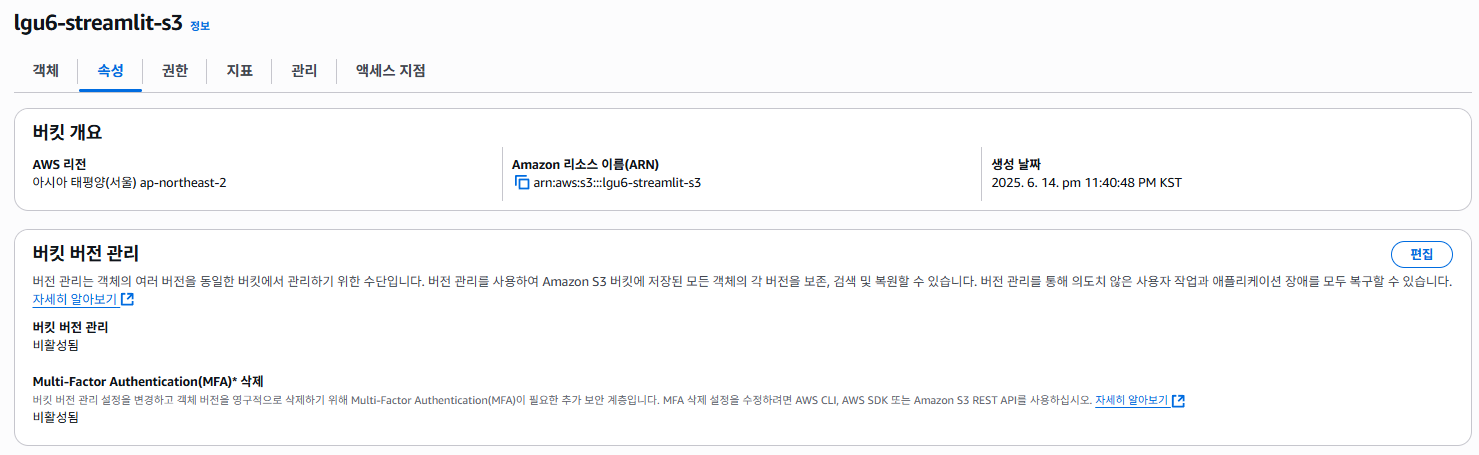 lgu6-streamlit-s3 정보
객체 속성 권한 지표 관리 액세스 지점
버킷 개요
AWS 리전
아시아 태평양(서울) ap-northeast-2
Amazon 리소스 이름(ARN)
arn:aws:s3:::lgu6-streamlit-s3
생성 날짜
2025. 6. 14. pm 11:40:48 PM KST
버킷 버전 관리
편집
버전 관리는 객체의 여러 버전을 동일한 버킷에서 관리하기 위한 수단입니다. 버전 관리를 사용하여 Amazon S3 버킷에 저장된 모든 객체의 각 버전을 보존, 검색 및 복원할 수 있습니다. 버전 관리를 통해 의도치 않은 사용자 작업과 애플리케이션 장애를 모두 복구할 수 있습니다.
자세히 알아보기
버킷 버전 관리
비활성됨
Multi-Factor Authentication(MFA)* 삭제
버킷 버전 관리 설정을 변경하고 객체 버전을 영구적으로 삭제하기 위해 Multi-Factor Authentication(MFA)이 필요한 추가 보안 계층입니다. MFA 삭제 설정을 수정하려면 AWS CLI, AWS SDK 또는 Amazon S3 REST API를 사용하십시오. 자세히 알아보기
비활성됨